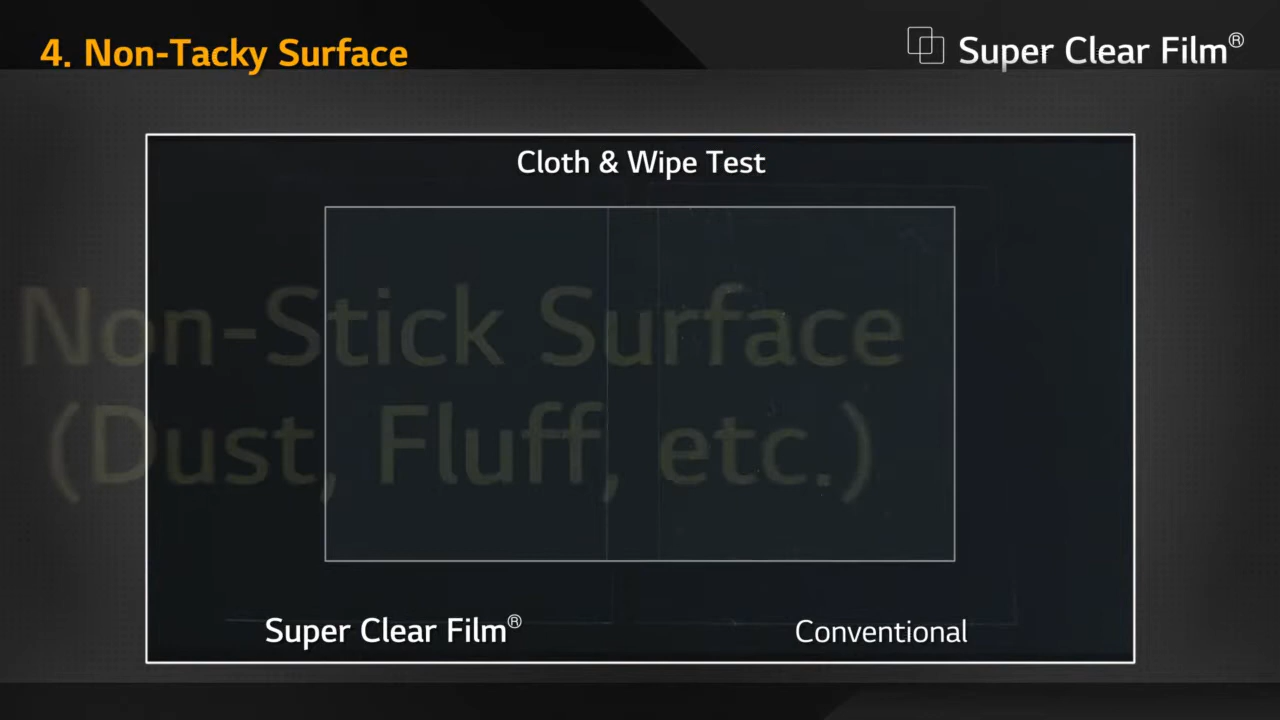 4. Non-Tacky Surface
Super Clear Film®
Cloth & Wipe Test
Non-Stick Surface
(Dust, Fluff, etc.)
Super Clear Film®
Conventional